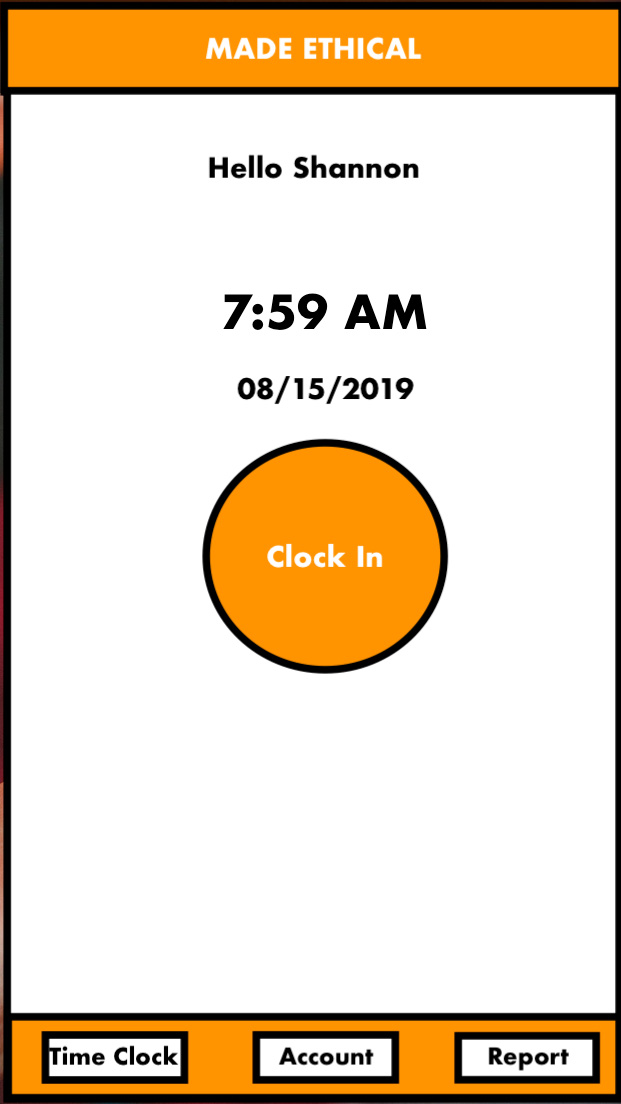 MADE ETHICAL
Hello Shannon
7:59 AM
08/15/2019
Clock In
Time Clock
Account
Report